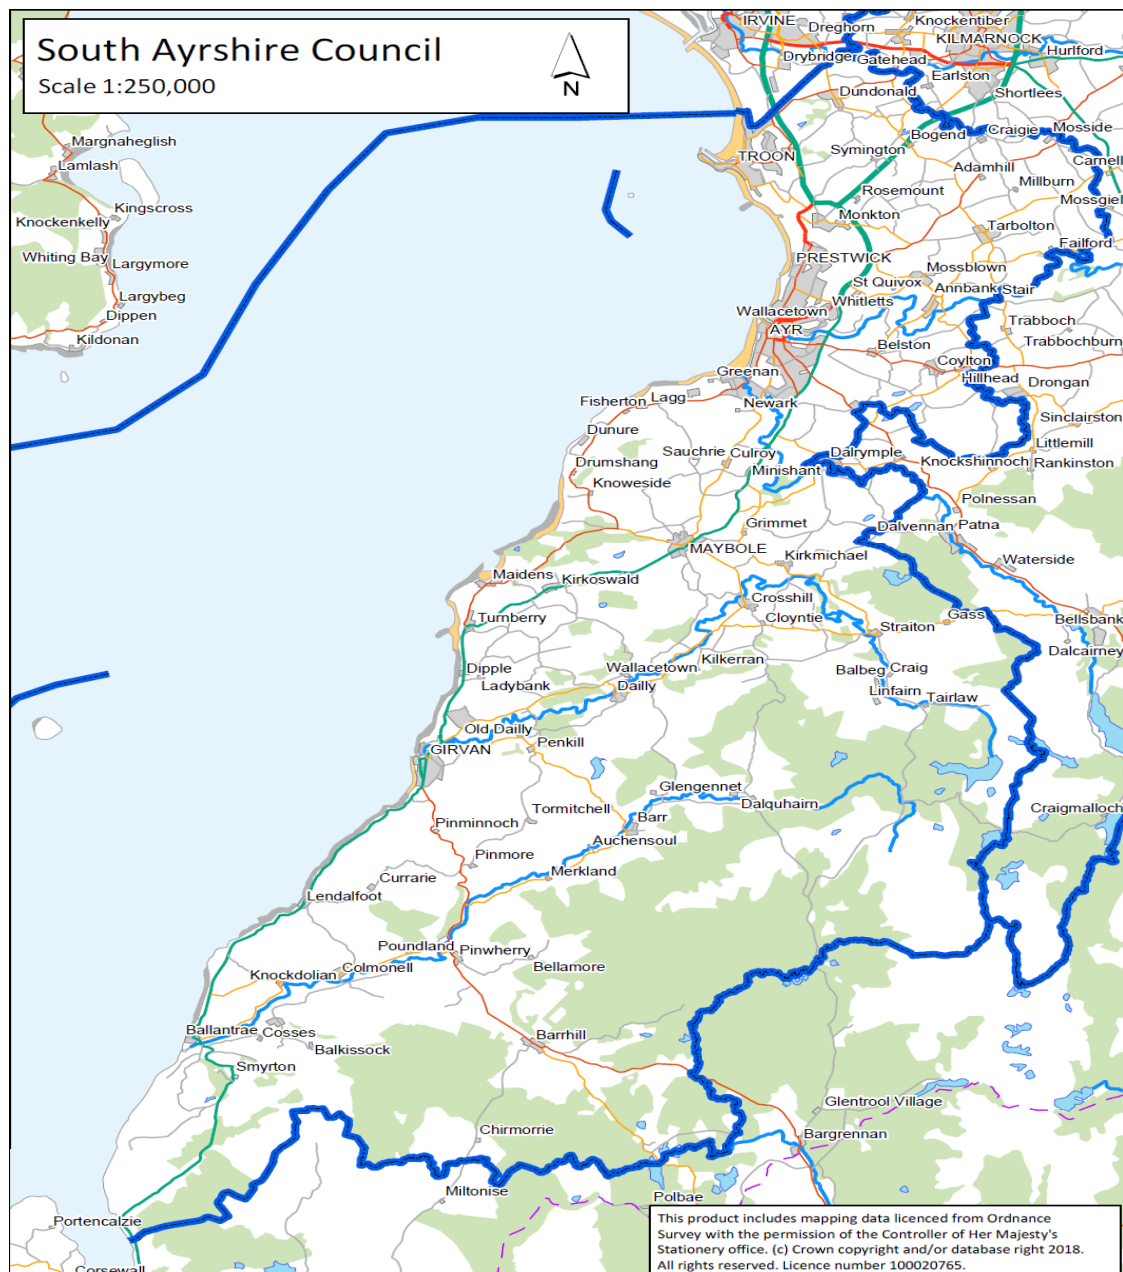 South Ayrshire Council
Scale 1:250,000
N
IRVINE
Dreghorn
Knockentiber
KILMARNOCK
Hurlford
Drybridge
Gatehead
Earlston
Dundonald
Shortlees
Margnaheglish
Lamlash
TROON
Symington
Bogend
Craigie
Mosside
Carnell
Adamhill
Millburn
Rosemount
Mossgiel
Kingscross
Knockenkelly
Monkton
Tarbolton
Failford
Whiting Bay
Largymore
PRESTWICK
Mossblown
St Quivox
Annbank
Stair
Largybeg
Dippen
Kildonan
Whitletts
Wallacetown
AYR
Trabboch
Trabbochburn
Belston
Coylton
Greenan
Hillhead
Drongan
Fisherton
Lagg
Newark
Sinclairston
Dunure
Littlemill
Sauchrie
Culroy
Dalrymple
Drumshang
Minishant
Knockshinnoch
Rankinston
Knoweside
Polnessan
Grimmet
Dalvennan
Patna
MAYBOLE
Kirkmichael
Waterside
Maidens
Kirkoswald
Crosshill
Turnberry
Cloyntie
Straiton
Gass
Bellsbank
Dalcairney
Dipple
Wallacetown
Kilkerran
Balbeg
Craig
Ladybank
Dailly
Linfairn
Tairlaw
Old Dailly
GIRVAN
Penkill
Glengennet
Dalquhairn
Tormitchell
Barr
Craigmalloch
Pinminnoch
Auchensoul
Pinmore
Merkland
Currarie
Lendalfoot
Poundland
Pinwherry
Bellamore
Knockdolian
Colmonell
Ballantrae
Cosses
Barrhill
Balkissock
Smyrton
Glentrool Village
Chirmorrie
Bargrennan
Miltonise
Polbae
Portencalzie
Corsewall
This product includes mapping data licenced from Ordnance
Survey with the permission of the Controller of Her Majesty's
Stationery office. (c) Crown copyright and/or database right 2018.
All rights reserved. Licence number 100020765.